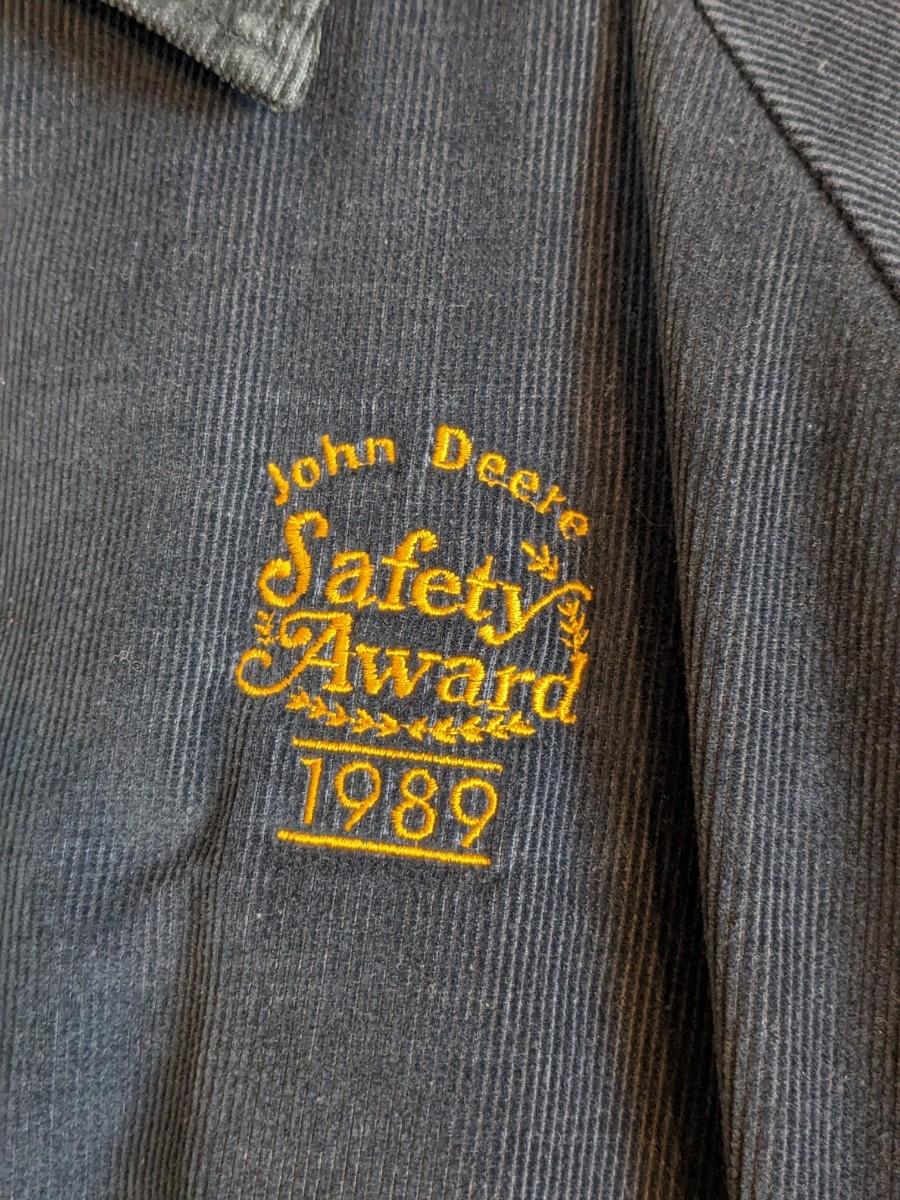 John Deere
Safety
Award
1989